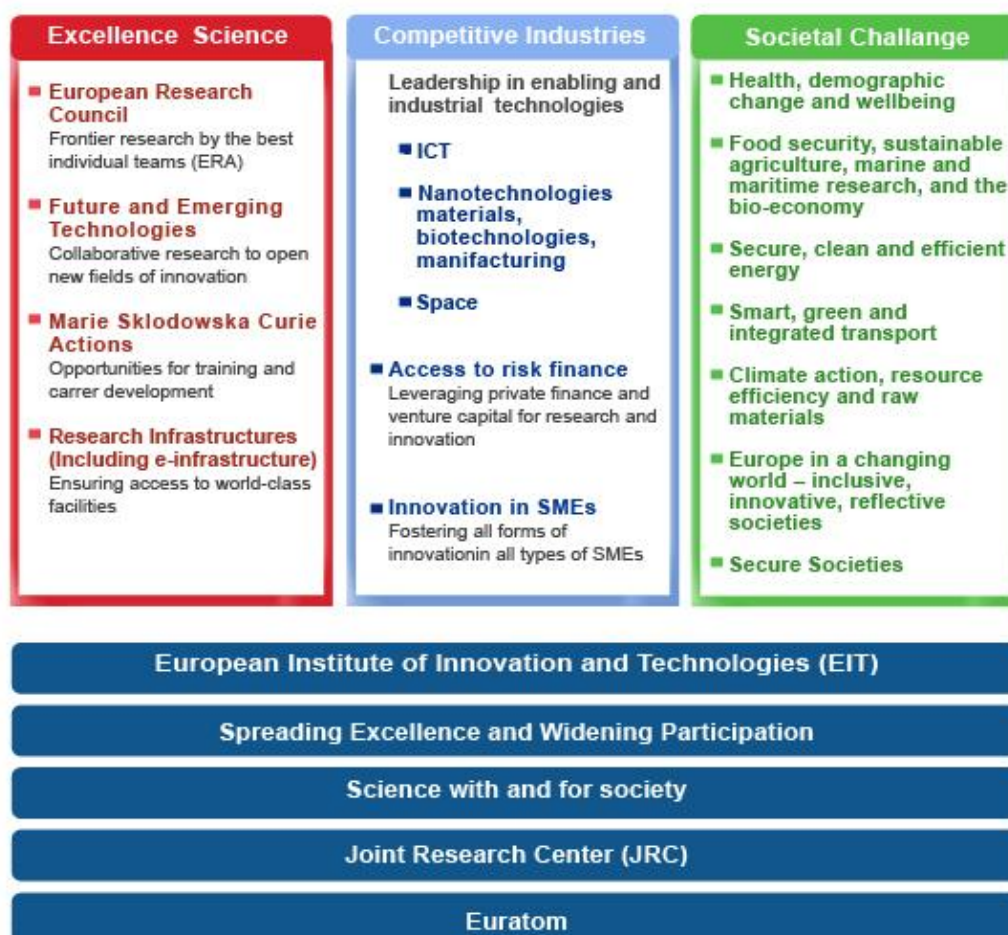 Excellence Science
European Research
Council
Frontier research by the best
individual teams (ERA)
Future and Emerging
Technologies
Collaborative research to open
new fields of innovation
Marie Sklodowska Curie
Actions
Opportunities for training and
carrer development
Research Infrastructures
(Including e-infrastructure)
Ensuring access to world-class
facilities
Competitive Industries
Leadership in enabling and
industrial technologies
ICT
Nanotechnologies
materials,
biotechnologies,
manifacturing
Space
Access to risk finance
Leveraging private finance and
venture capital for research and
innovation
Innovation in SMEs
Fostering all forms of
innovationin all types of SMEs
Societal Challange
Health, demographic
change and wellbeing
Food security, sustainable
agriculture, marine and
maritime research, and the
bio-economy
Secure, clean and efficient
energy
Smart, green and
integrated transport
Climate action, resource
efficiency and raw
materials
Europe in a changing
world – inclusive,
innovative, reflective
societies
Secure Societies
European Institute of Innovation and Technologies (EIT)
Spreading Excellence and Widening Participation
Science with and for society
Joint Research Center (JRC)
Euratom